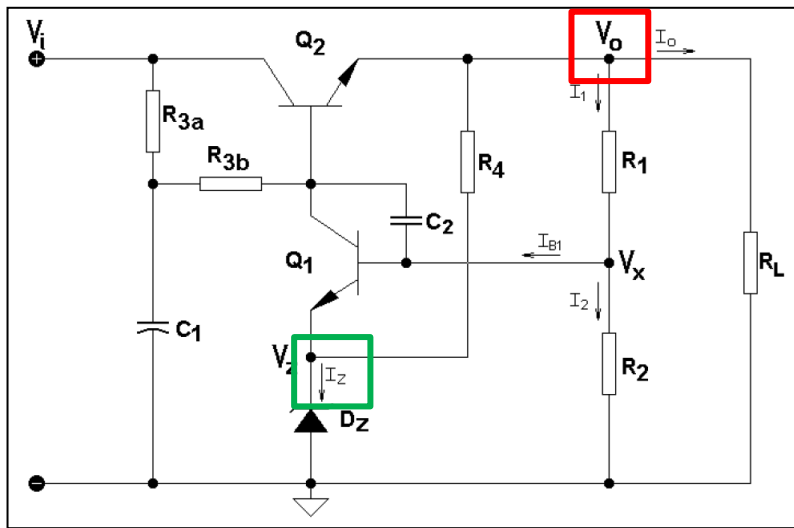 Vi
Q2
Vo
Io
I1
R3a
R3b
R4
R1
C2
Q1
IB1
Vx
RL
I2
C1
Vz
IZ
R2
DZ